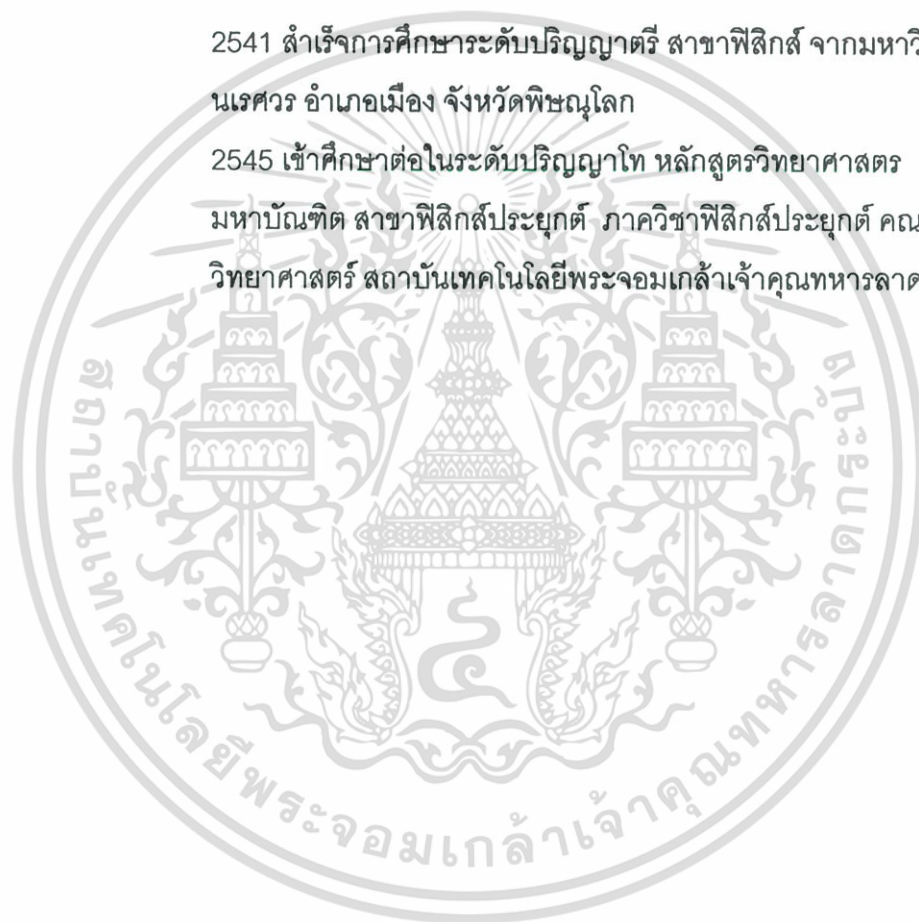 2541 สำเร็จการศึกษาระดับปริญญาตรี สาขาฟิสิกส์ จากมหาวิ
นเรศวร อำเภอเมือง จังหวัดพิษณุโลก
2545 เข้าศึกษาต่อในระดับปริญญาโท หลักสูตรวิทยาศาสตร
มหาบัณฑิต สาขาฟิสิกส์ประยุกต์ ภาควิชาฟิสิกส์ประยุกต์ คณ
วิทยาศาสตร์ สถาบันเทคโนโลยีพระจอมเกล้าเจ้าคุณทหารลาด
สถาบันเทคโนโลยีพระจอมเกล้าเจ้าคุณทหารลาดกระบัง
๔